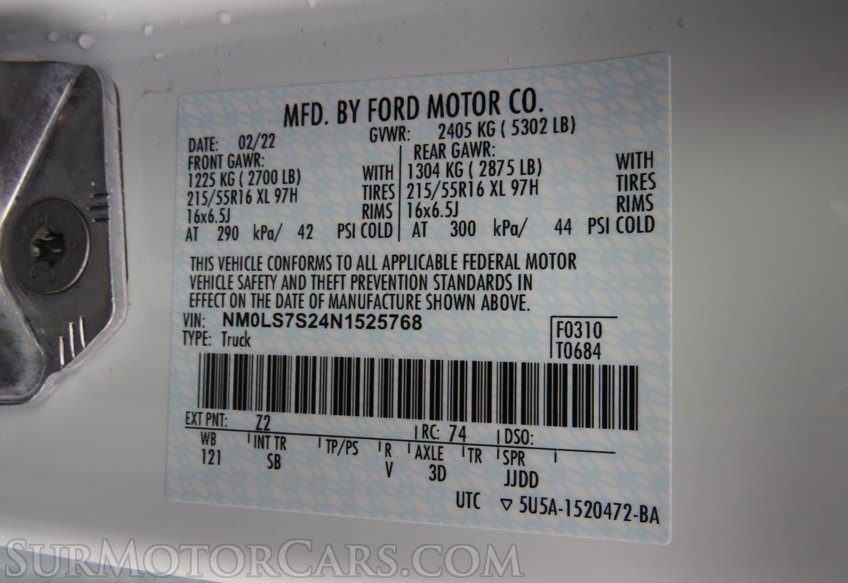 MFD. BY FORD MOTOR CO.
DATE: 02/22 GVWR: 2405 KG ( 5302 LB)
FRONT GAWR:
1225 KG ( 2700 LB) WITH
215/55R16 XL 97H TIRES
16x6.5J RIMS
AT 290 kPa/ 42 PSI COLD
REAR GAWR:
1304 KG ( 2875 LB) WITH
215/55R16 XL 97H TIRES
16x6.5J RIMS
AT 300 kPa/ 44 PSI COLD
THIS VEHICLE CONFORMS TO ALL APPLICABLE FEDERAL MOTOR
VEHICLE SAFETY AND THEFT PREVENTION STANDARDS IN
EFFECT ON THE DATE OF MANUFACTURE SHOWN ABOVE.
VIN: NM0LS7S24N1525768
TYPE: Truck
F0310
T0684
EXT PNT: Z2 RC: 74 DSO:
WB INT TR TP/PS R AXLE TR SPR
121 SB V 3D JJDD
UTC ▽ 5U5A-1520472-BA
SURMOTORCARS.COM